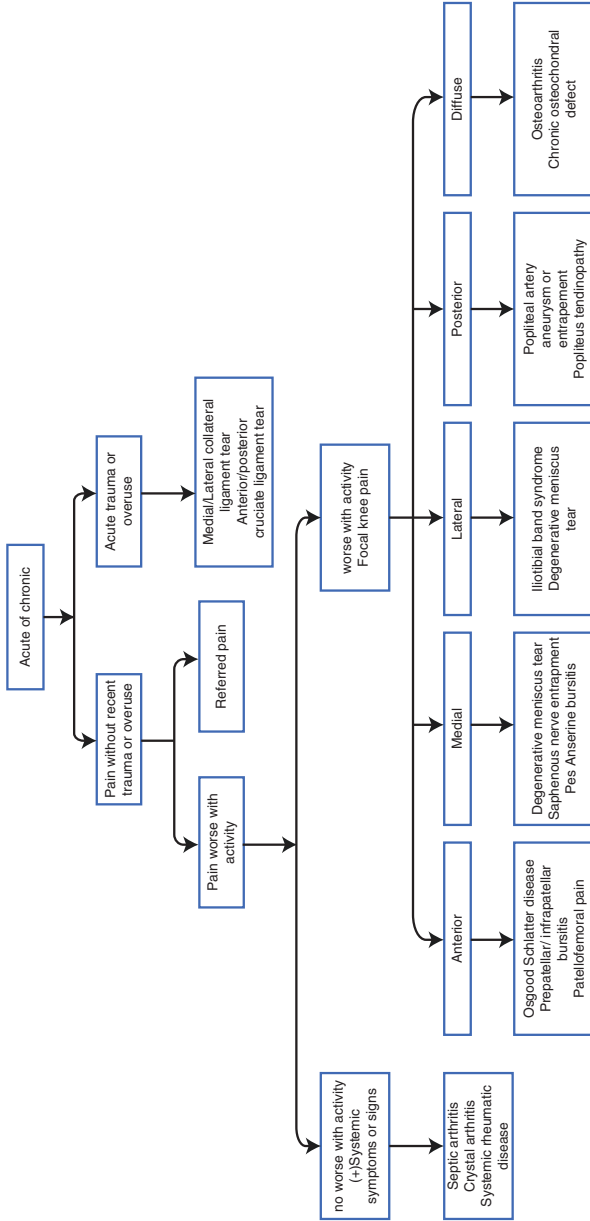 Acute of chronic
Pain without recent
trauma or overuse
Acute trauma or
overuse
Pain worse with
activity
Referred pain
Medial/Lateral collateral
ligament tear
Anterior/posterior
cruciate ligament tear
no worse with activity
(+)Systemic
symptoms or signs
worse with activity
Focal knee pain
Septic arthritis
Crystal arthritis
Systemic rheumatic
disease
Anterior
Medial
Lateral
Posterior
Diffuse
Osgood Schlatter disease
Prepatellar/ infrapatellar
bursitis
Patellofemoral pain
Degenerative meniscus tear
Saphenous nerve entrapment
Pes Anserine bursitis
Iliotibial band syndrome
Degenerative meniscus
tear
Popliteal artery
aneurysm or
entrapement
Popliteus tendinopathy
Osteoarthritis
Chronic osteochondral
defect